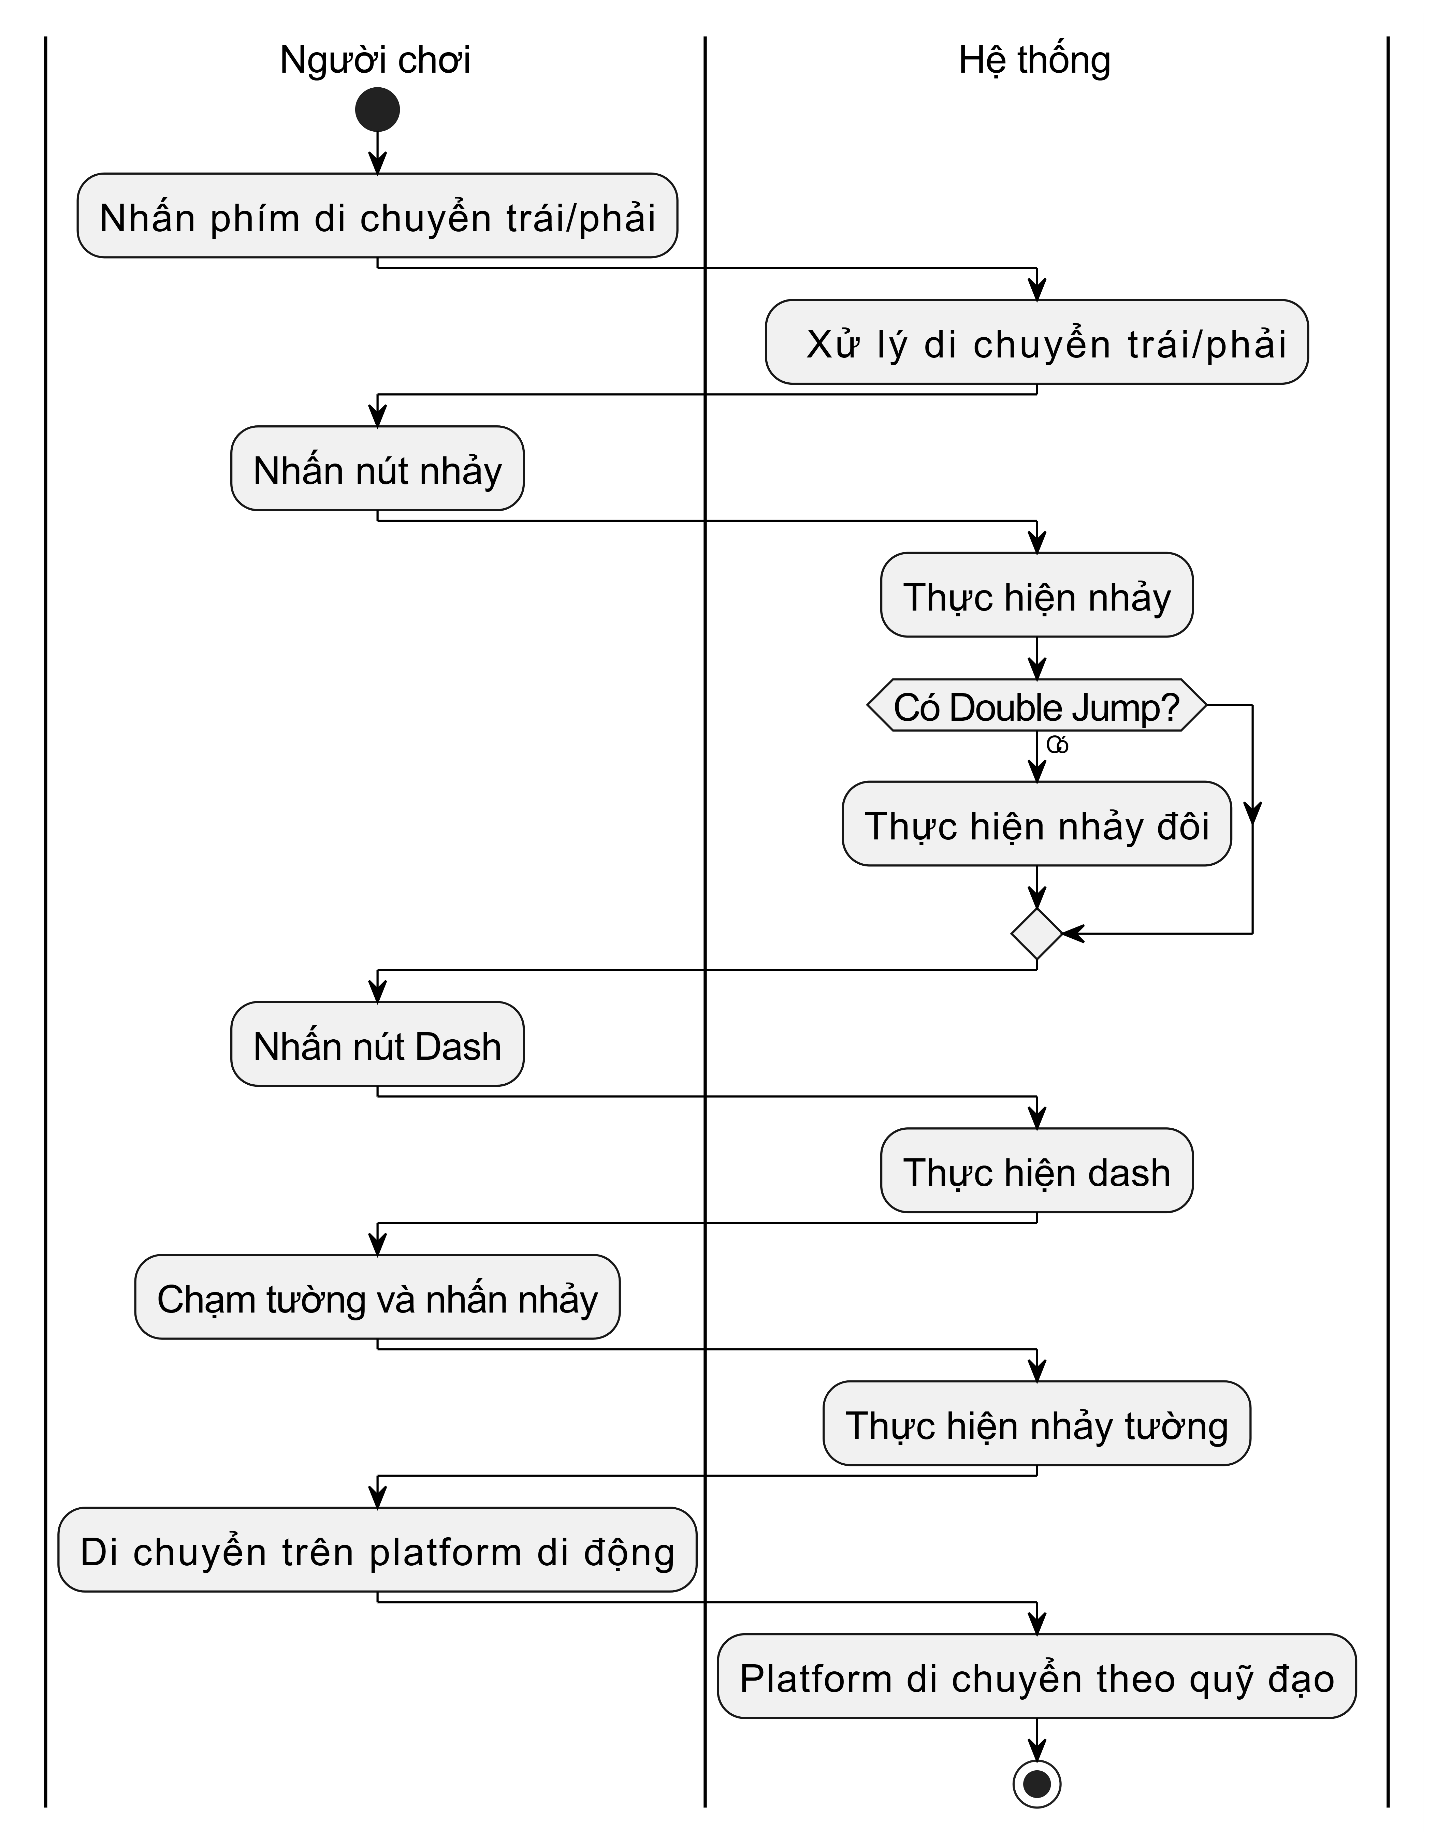 Người chơi
Hệ thống
Nhấn phím di chuyển trái/phải
Xử lý di chuyển trái/phải
Nhấn nút nhảy
Thực hiện nhảy
Có Double Jump?
Có
Thực hiện nhảy đôi
Nhấn nút Dash
Thực hiện dash
Chạm tường và nhấn nhảy
Thực hiện nhảy tường
Di chuyển trên platform di động
Platform di chuyển theo quỹ đạo